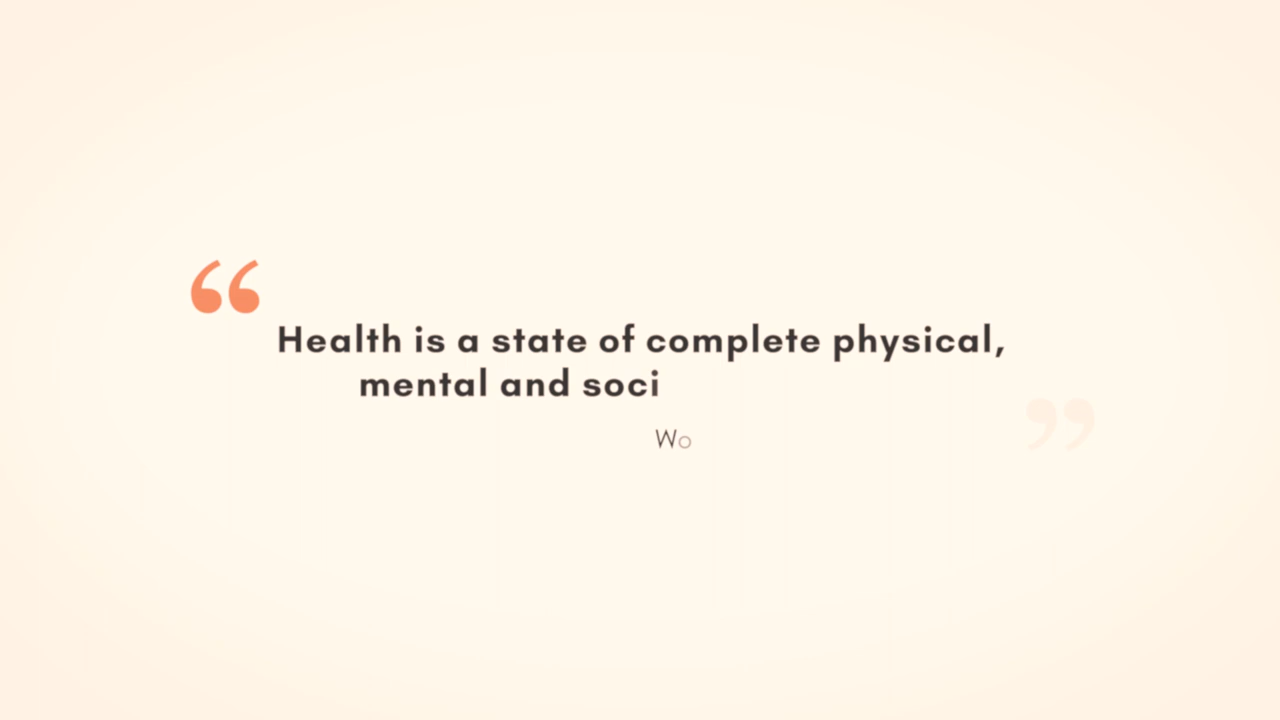 “
Health is a state of complete physical,
mental and soci
Wo
”